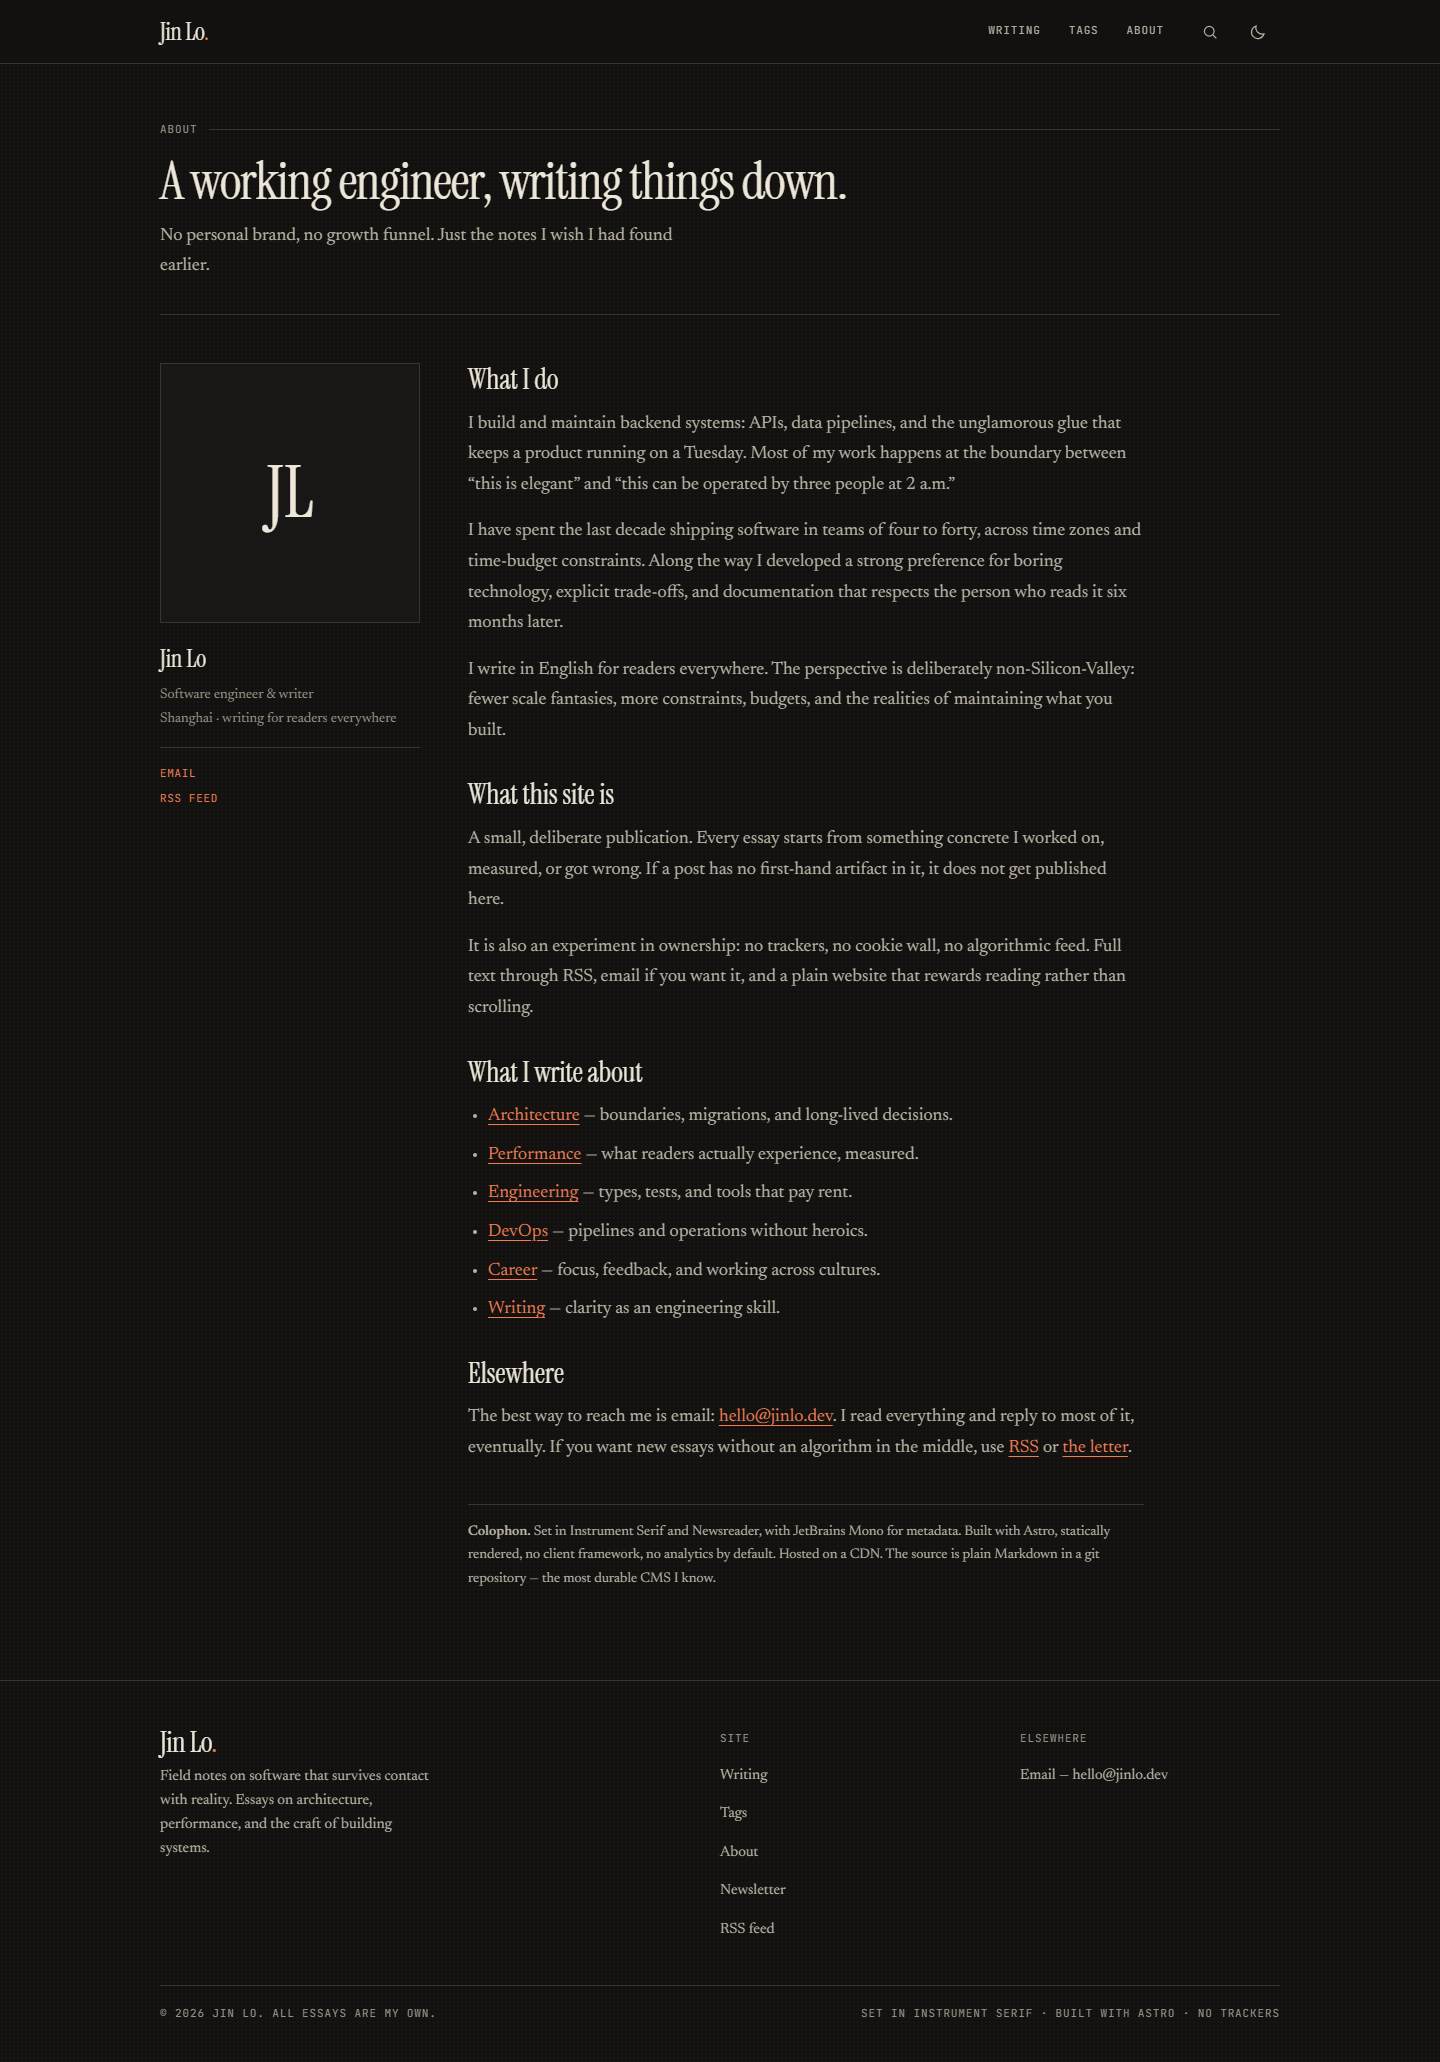 Jin Lo.
WRITING TAGS ABOUT
ABOUT
A working engineer, writing things down.
No personal brand, no growth funnel. Just the notes I wish I had found
earlier.
JL
Jin Lo
Software engineer & writer
Shanghai · writing for readers everywhere
EMAIL
RSS FEED
What I do
I build and maintain backend systems: APIs, data pipelines, and the unglamorous glue that
keeps a product running on a Tuesday. Most of my work happens at the boundary between
“this is elegant” and “this can be operated by three people at 2 a.m.”
I have spent the last decade shipping software in teams of four to forty, across time zones and
time-budget constraints. Along the way I developed a strong preference for boring
technology, explicit trade-offs, and documentation that respects the person who reads it six
months later.
I write in English for readers everywhere. The perspective is deliberately non-Silicon-Valley:
fewer scale fantasies, more constraints, budgets, and the realities of maintaining what you
built.
What this site is
A small, deliberate publication. Every essay starts from something concrete I worked on,
measured, or got wrong. If a post has no first-hand artifact in it, it does not get published
here.
It is also an experiment in ownership: no trackers, no cookie wall, no algorithmic feed. Full
text through RSS, email if you want it, and a plain website that rewards reading rather than
scrolling.
What I write about
• Architecture — boundaries, migrations, and long-lived decisions.
• Performance — what readers actually experience, measured.
• Engineering — types, tests, and tools that pay rent.
• DevOps — pipelines and operations without heroics.
• Career — focus, feedback, and working across cultures.
• Writing — clarity as an engineering skill.
Elsewhere
The best way to reach me is email: hello@jinlo.dev. I read everything and reply to most of it,
eventually. If you want new essays without an algorithm in the middle, use RSS or the letter.
Colophon. Set in Instrument Serif and Newsreader, with JetBrains Mono for metadata. Built with Astro, statically
rendered, no client framework, no analytics by default. Hosted on a CDN. The source is plain Markdown in a git
repository — the most durable CMS I know.
Jin Lo.
Field notes on software that survives contact
with reality. Essays on architecture,
performance, and the craft of building
systems.
SITE
Writing
Tags
About
Newsletter
RSS feed
ELSEWHERE
Email — hello@jinlo.dev
© 2026 JIN LO. ALL ESSAYS ARE MY OWN.
SET IN INSTRUMENT SERIF · BUILT WITH ASTRO · NO TRACKERS